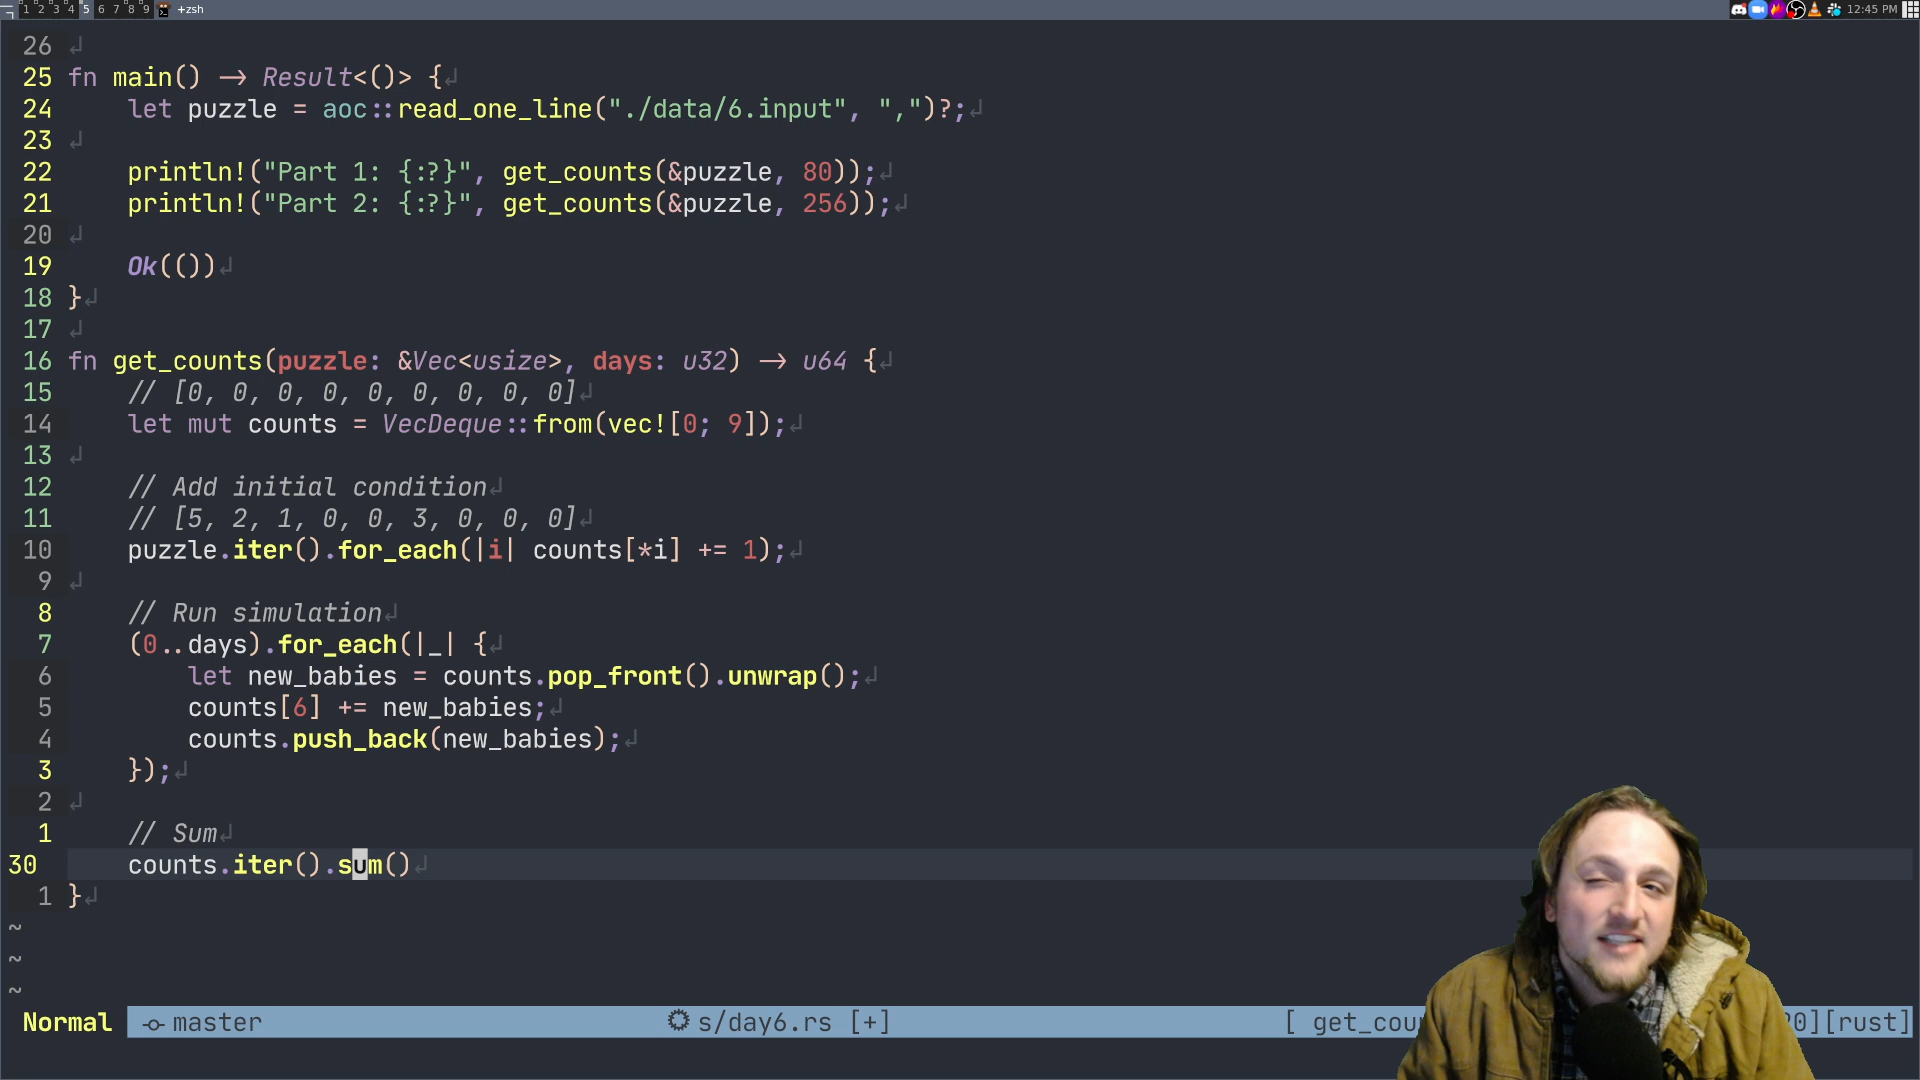 1 2 3 4 5 6 7 8 9 +zsh 12:45 PM
26
25 fn main() -> Result<()> {
24     let puzzle = aoc::read_one_line("./data/6.input", ",")?;
23
22     println!("Part 1: {:?}", get_counts(&puzzle, 80));
21     println!("Part 2: {:?}", get_counts(&puzzle, 256));
20
19     Ok(())
18 }
17
16 fn get_counts(puzzle: &Vec<usize>, days: u32) -> u64 {
15     // [0, 0, 0, 0, 0, 0, 0, 0, 0]
14     let mut counts = VecDeque::from(vec![0; 9]);
13
12     // Add initial condition
11     // [5, 2, 1, 0, 0, 3, 0, 0, 0]
10     puzzle.iter().for_each(|i| counts[*i] += 1);
9
8     // Run simulation
7     (0..days).for_each(|_| {
6         let new_babies = counts.pop_front().unwrap();
5         counts[6] += new_babies;
4         counts.push_back(new_babies);
3     });
2
1     // Sum
30     counts.iter().sum()
1 }
~
~
~
Normal master s/day6.rs [+] [ get_cou 0][rust]